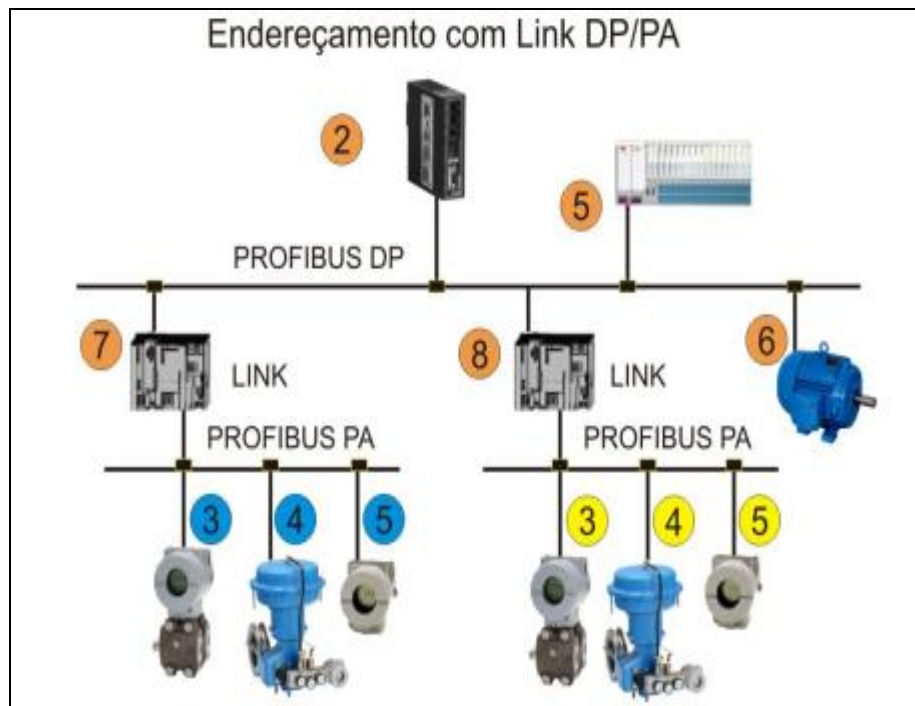 Endereçamento com Link DP/PA
2
5
PROFIBUS DP
7
LINK
8
LINK
6
PROFIBUS PA
PROFIBUS PA
3
4
5
3
4
5